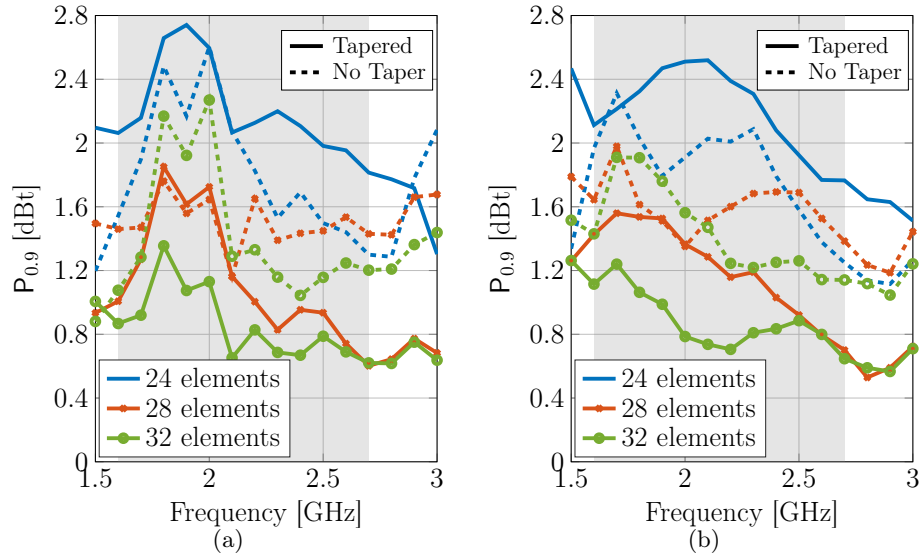 2.8
2.4
2
1.6
1.2
0.8
0.4
0
P0.9 [dBt]
Tapered
No Taper
24 elements
28 elements
32 elements
1.5 2 2.5 3
Frequency [GHz]
(a)
2.8
2.4
2
1.6
1.2
0.8
0.4
0
P0.9 [dBt]
Tapered
No Taper
24 elements
28 elements
32 elements
1.5 2 2.5 3
Frequency [GHz]
(b)